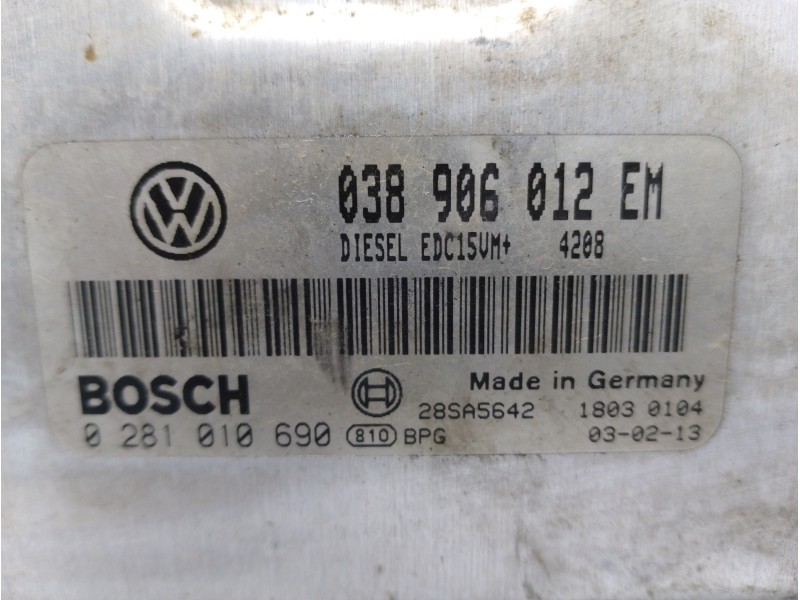 038 906 012 EM
DIESEL EDC15VM+ 4208
BOSCH
Made in Germany
28SA5642 1803 0104
0 281 010 690 810 BPG 03-02-13